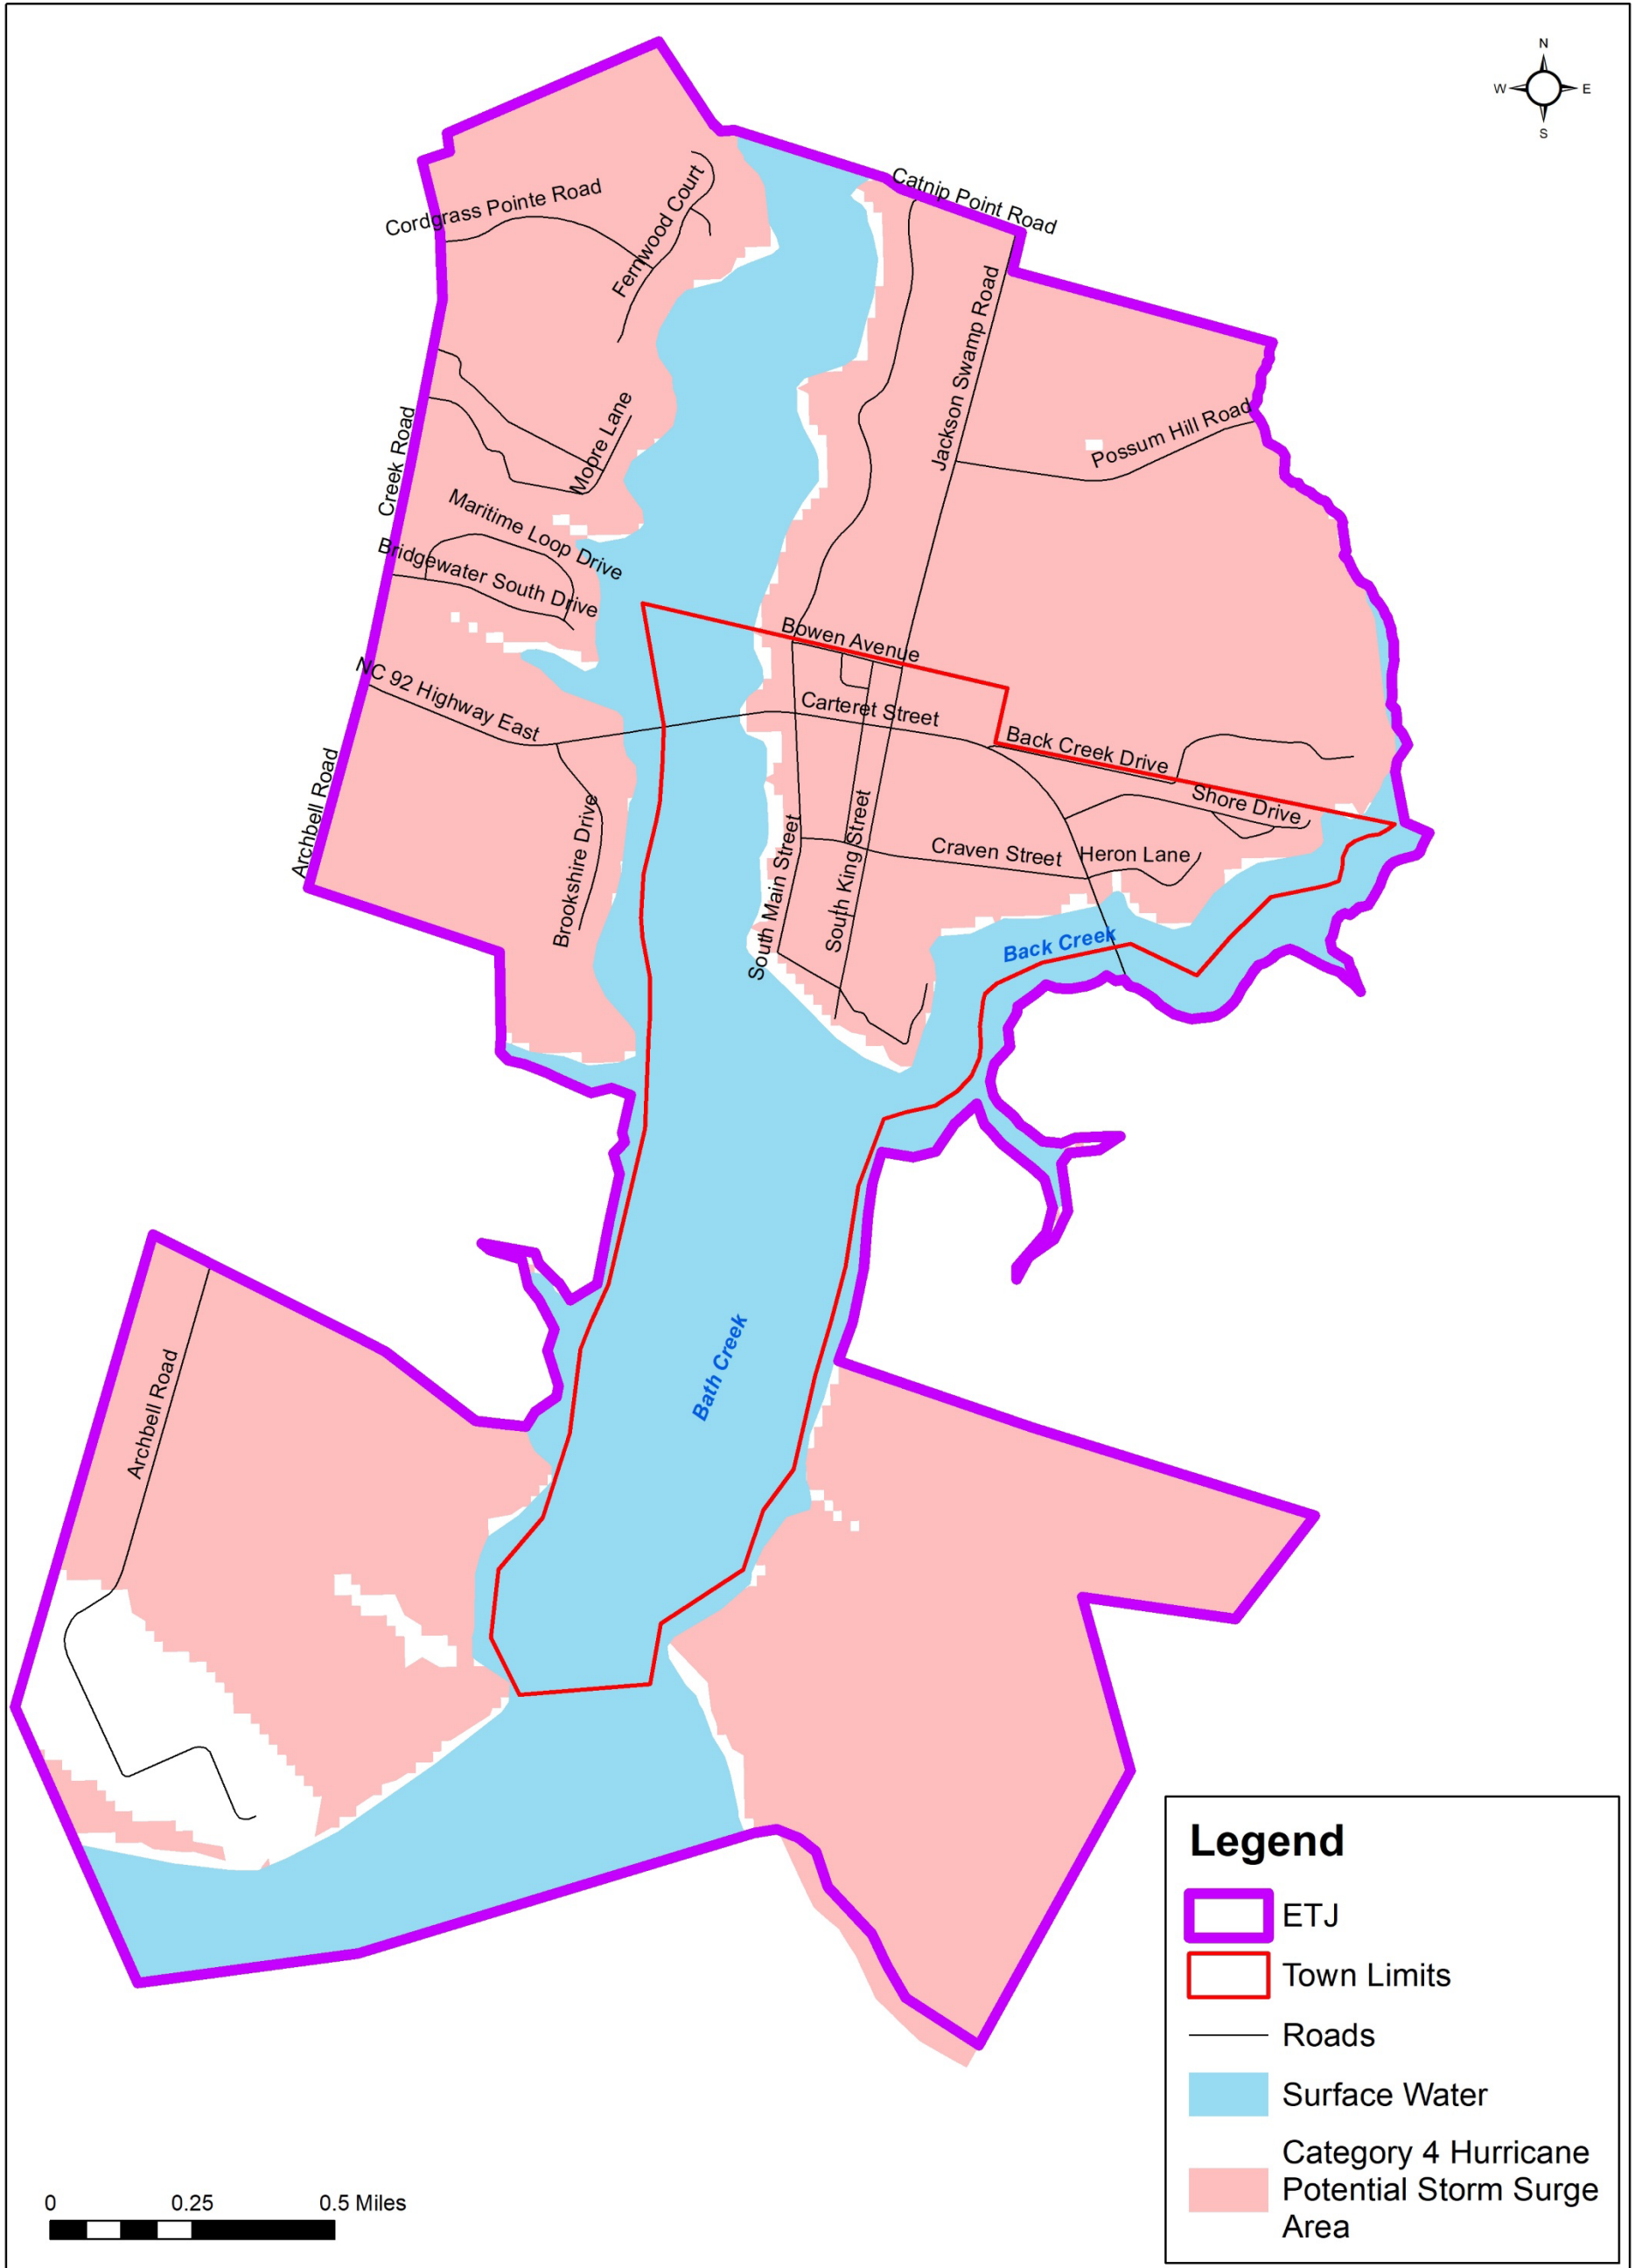 N
W E
S
Catnip Point Road
Cordgrass Pointe Road
Fernwood Court
Jackson Swamp Road
Possum Hill Road
Moore Lane
Creek Road
Maritime Loop Drive
Bridgewater South Drive
Bowen Avenue
NC 92 Highway East
Carteret Street
Back Creek Drive
Shore Drive
Archbell Road
Brookshire Drive
South Main Street
South King Street
Craven Street
Heron Lane
Back Creek
Bath Creek
Archbell Road
Legend
ETJ
Town Limits
Roads
Surface Water
Category 4 Hurricane
Potential Storm Surge
Area
0 0.25 0.5 Miles